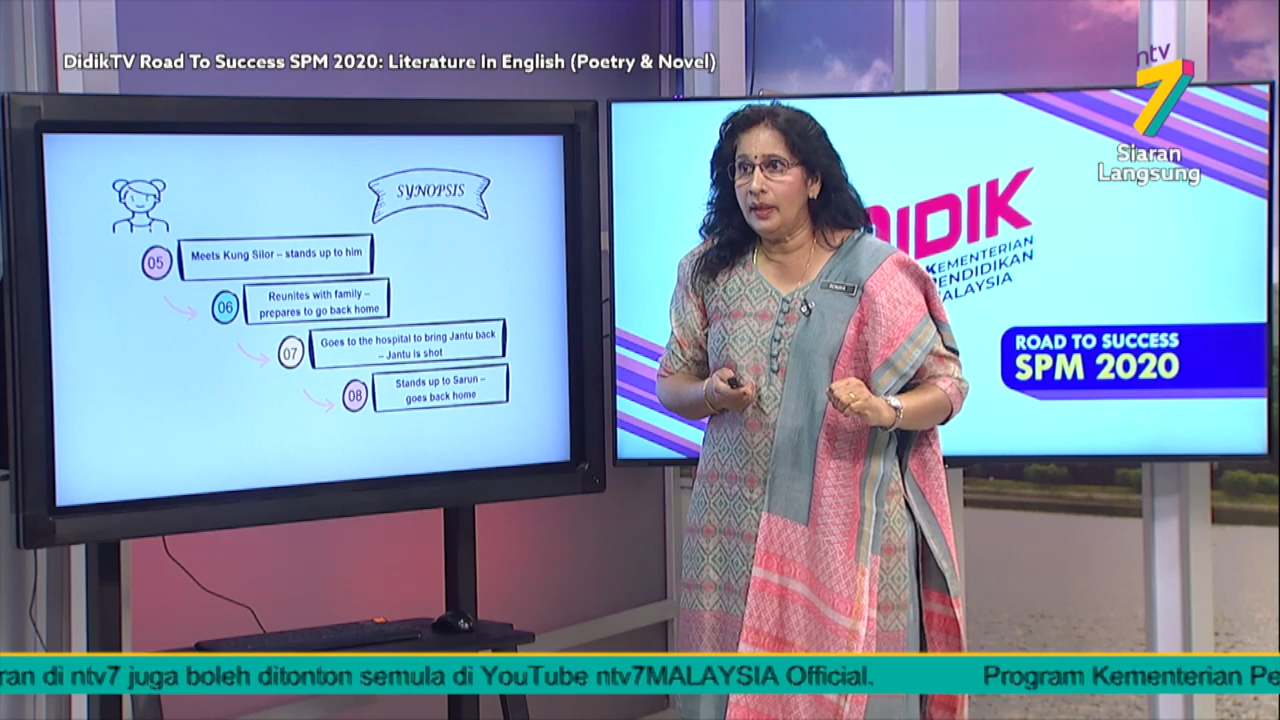 DidikTV Road To Success SPM 2020: Literature In English (Poetry & Novel)
ntv
7
Siaran
Langsung
SYNOPSIS
05
Meets Kung Silor – stands up to him
06
Reunites with family –
prepares to go back home
07
Goes to the hospital to bring Jantu back
– Jantu is shot
08
Stands up to Sarun –
goes back home
DIDIK
KEMENTERIAN
PENDIDIKAN
MALAYSIA
ROAD TO SUCCESS
SPM 2020
ran di ntv7 juga boleh ditonton semula di YouTube ntv7MALAYSIA Official. Program Kementerian Pe